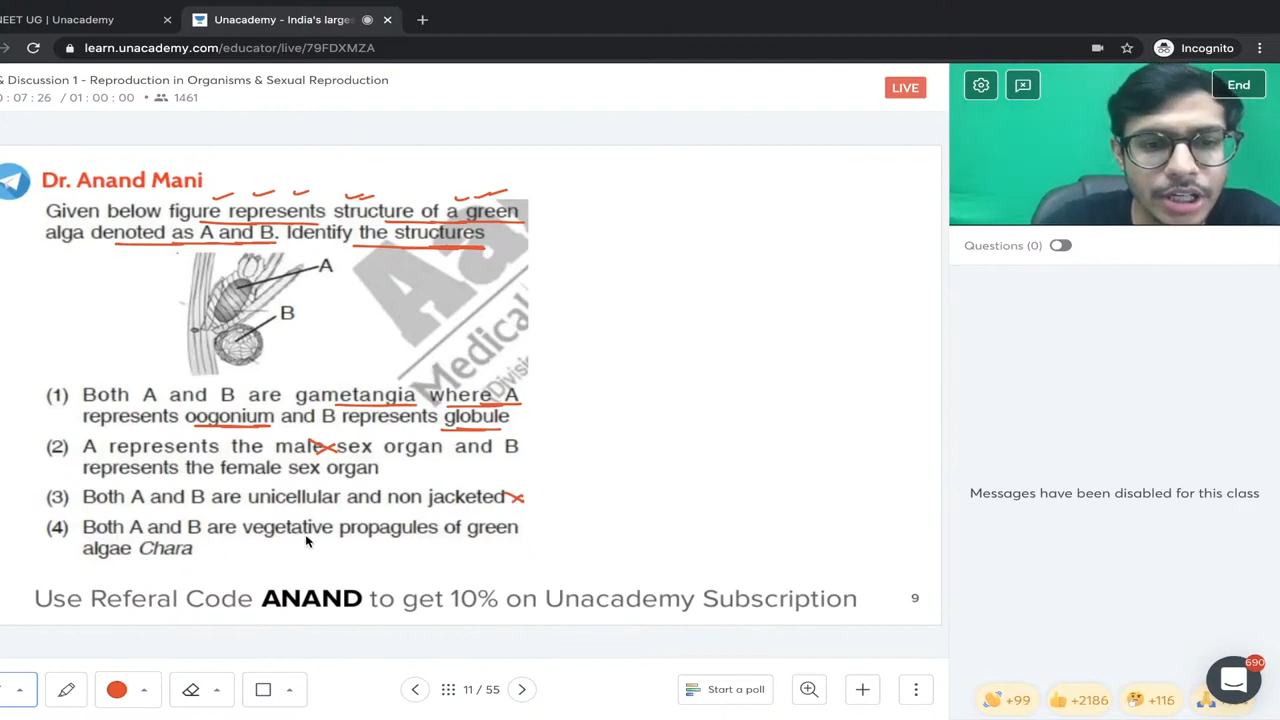 NEET UG | Unacademy
Unacademy - India's larges
learn.unacademy.com/educator/live/79FDXMZA
Incognito
& Discussion 1 - Reproduction in Organisms & Sexual Reproduction
0 : 07 : 26 / 01 : 00 : 00 • 1461
LIVE
End
Questions (0)
Messages have been disabled for this class
Dr. Anand Mani
Given below figure represents structure of a green
alga denoted as A and B. Identify the structures
A
B
Aa
Medical
(Divisi
(1) Both A and B are gametangia where A
represents oogonium and B represents globule
(2) A represents the male sex organ and B
represents the female sex organ
(3) Both A and B are unicellular and non jacketed
(4) Both A and B are vegetative propagules of green
algae Chara
Use Referal Code ANAND to get 10% on Unacademy Subscription
9
11 / 55
Start a poll
690
+99
+2186
+116